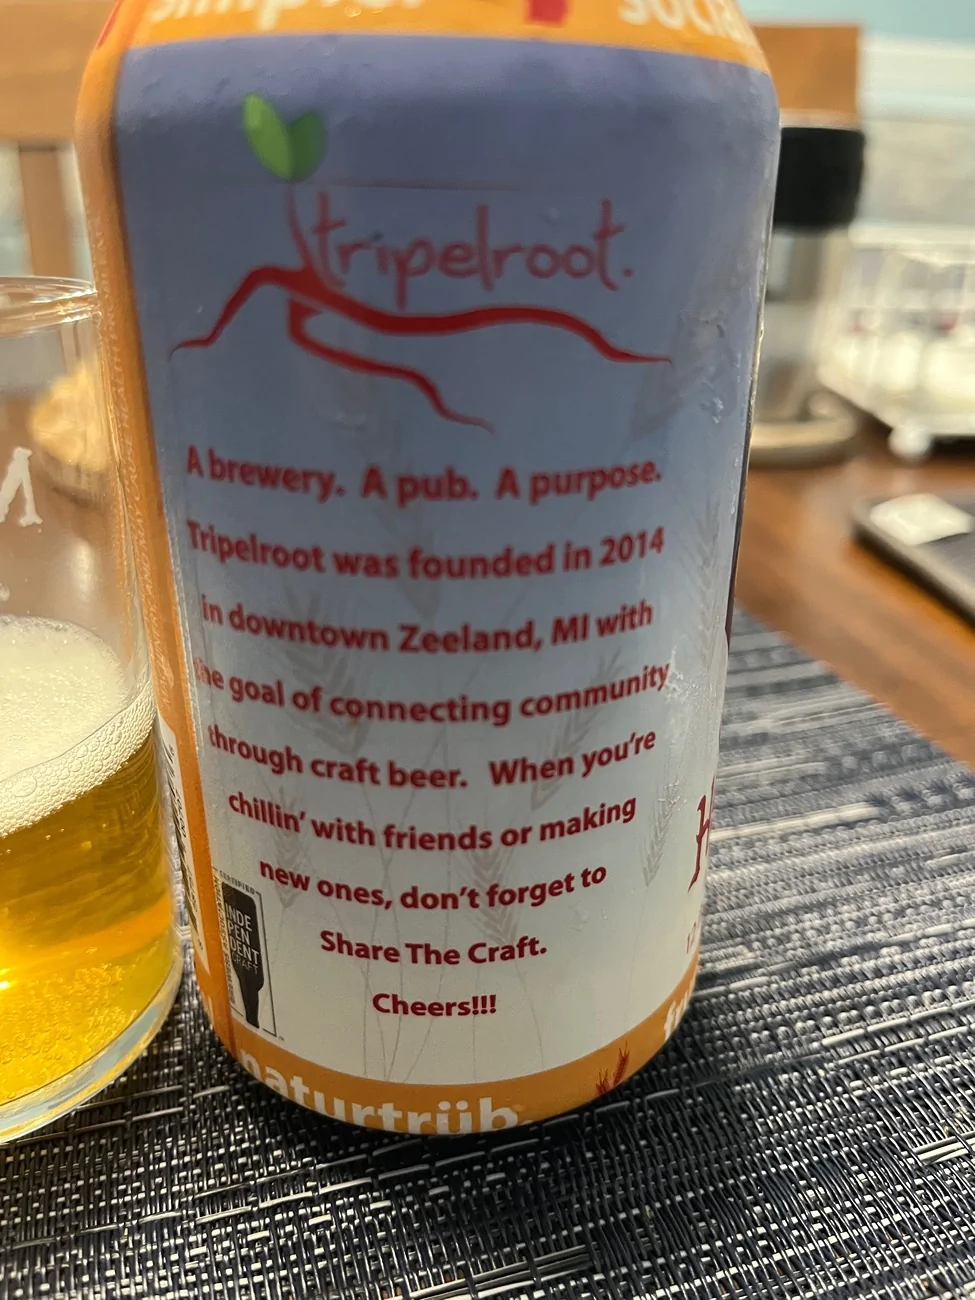 tripelroot.
A brewery. A pub. A purpose.
Tripelroot was founded in 2014
in downtown Zeeland, MI with
the goal of connecting community
through craft beer. When you're
chillin' with friends or making
new ones, don't forget to
Share The Craft.
Cheers!!!
CERTIFIED
INDE
PEN
DENT
CRAFT
naturtrüb